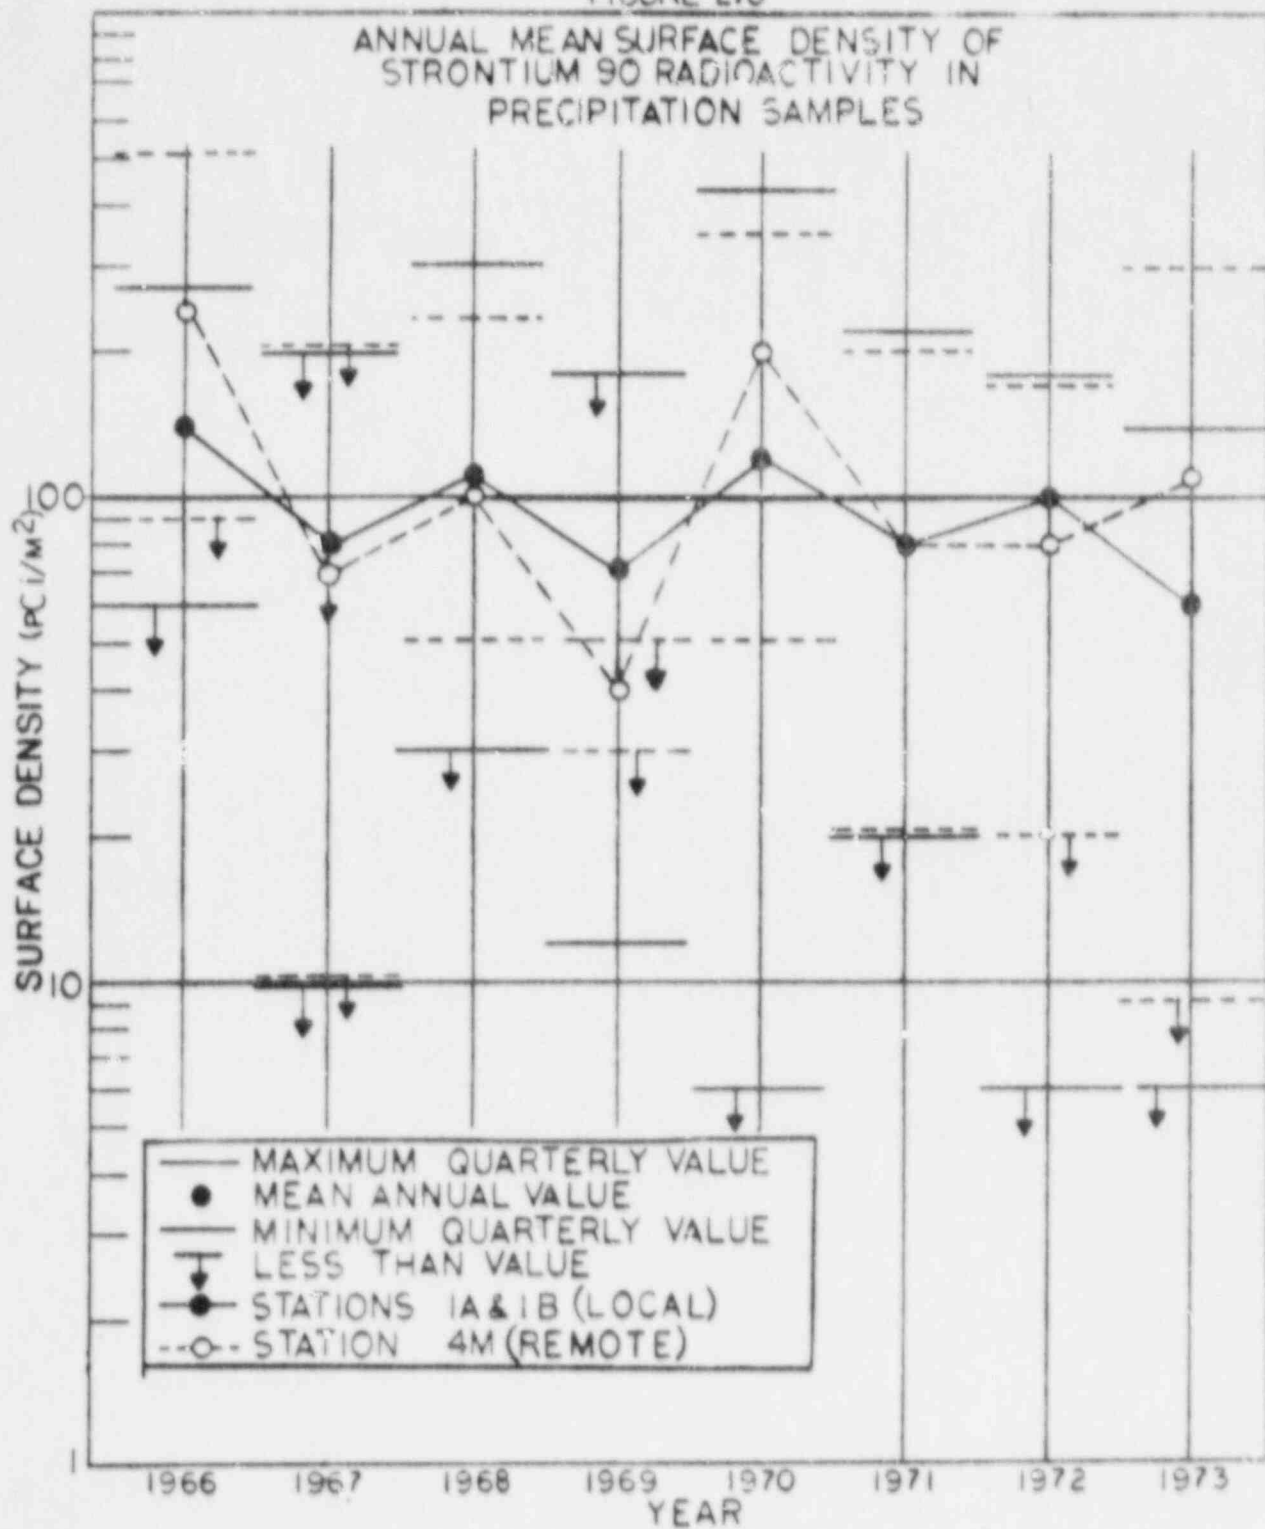 ANNUAL MEAN SURFACE DENSITY OF
STRONTIUM 90 RADIOACTIVITY IN
PRECIPITATION SAMPLES
SURFACE DENSITY (pCi/M²)
100
10
1
MAXIMUM QUARTERLY VALUE
MEAN ANNUAL VALUE
MINIMUM QUARTERLY VALUE
LESS THAN VALUE
STATIONS 1A & 1B (LOCAL)
STATION 4M (REMOTE)
1966 1967 1968 1969 1970 1971 1972 1973
YEAR